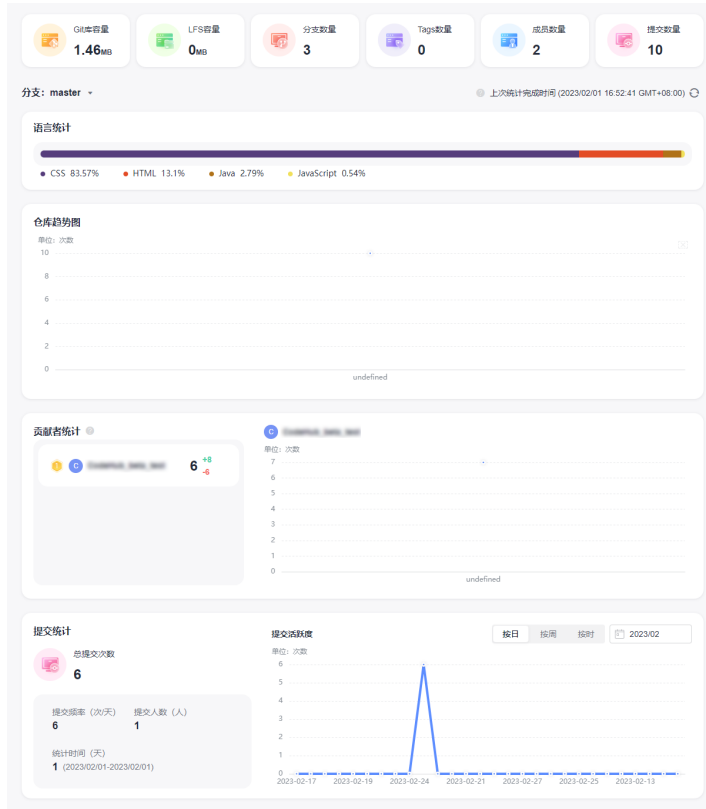 Git库容量 LFS容量 分支数量 Tags数量 成员数量 提交数量
1.46MB 0MB 3 0 2 10
分支：master 上次统计完成时间 (2023/02/01 16:52:41 GMT+08:00)
语言统计
CSS 83.57% HTML 13.1% Java 2.79% JavaScript 0.54%
仓库趋势图
单位：次数
10
8
6
4
2
0
undefined
贡献者统计
C
6 +8 -6
C
单位：次数
7
6
5
4
3
2
1
0
undefined
提交统计
总提交次数
6
提交频率（次/天） 提交人数（人）
6 1
统计时间（天）
1 (2023/02/01-2023/02/01)
提交活跃度 按日 按周 按时 2023/02
单位：次数
6
5
4
3
2
1
0
2023-02-17 2023-02-19 2023-02-24 2023-02-21 2023-02-27 2023-02-25 2023-02-13